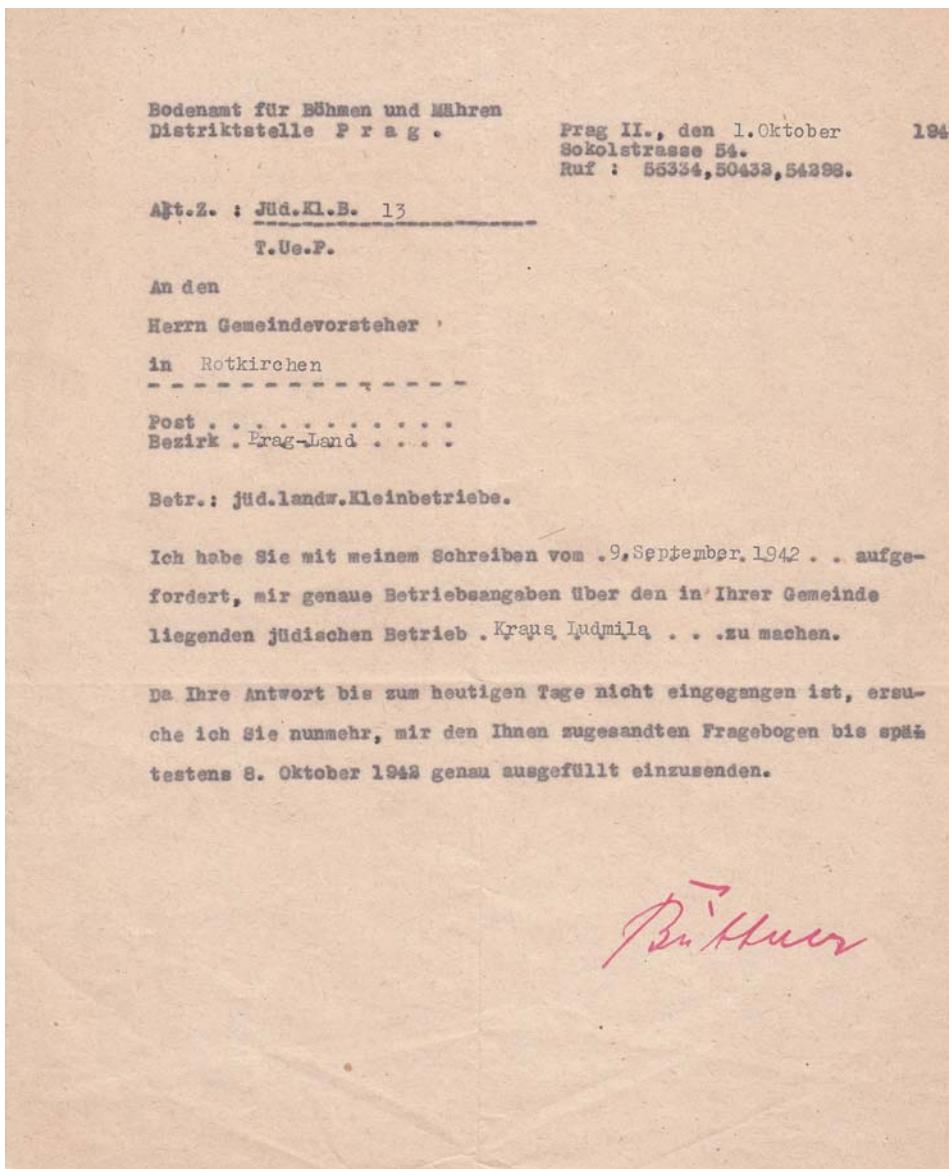 Bodenamt für Böhmen und Mähren
Distriktstelle P r a g .
Prag II., den 1.Oktober 194
Sokolstrasse 54.
Ruf : 55334,50432,54298.
Akt.Z. : Jüd.Kl.B. 13
T.Ue.P.
An den
Herrn Gemeindevorsteher
in Rotkirchen
Post . . . . . . . . . . .
Bezirk . Prag-Land . . . .
Betr.: jüd.landw.Kleinbetriebe.
Ich habe Sie mit meinem Schreiben vom .9.September. 1942 . . aufge-
fordert, mir genaue Betriebsangaben über den in Ihrer Gemeinde
liegenden jüdischen Betrieb . Kraus Ludmila . . . .zu machen.
Da Ihre Antwort bis zum heutigen Tage nicht eingegangen ist, ersu-
che ich Sie nunmehr, mir den Ihnen zugesandten Fragebogen bis spä-
testens 8. Oktober 1942 genau ausgefüllt einzusenden.
Büttner